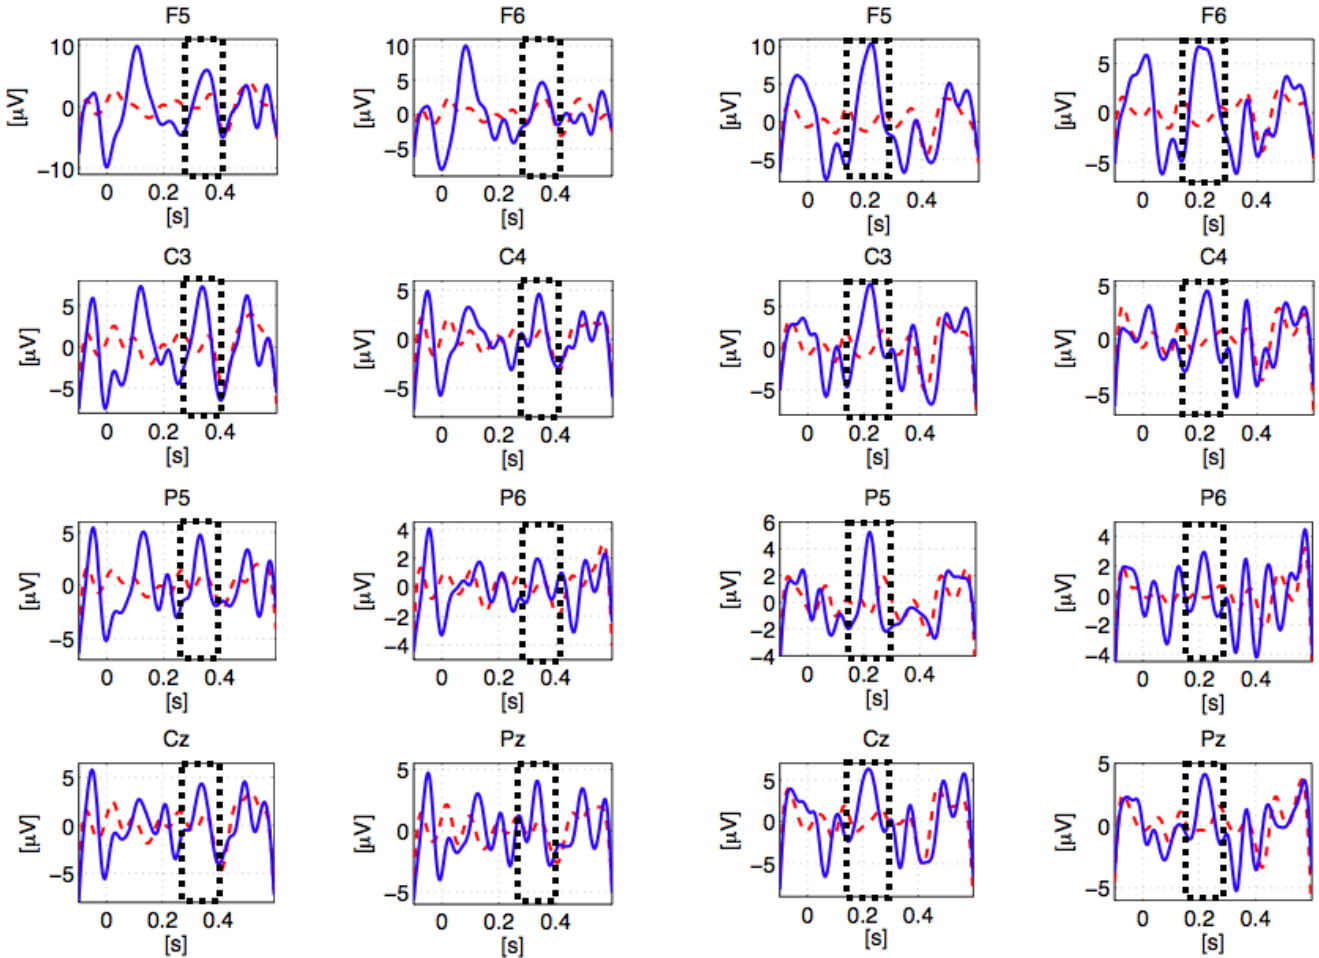 F5 F6 F5 F6
10 10 10
5
5 5
0 0 0
0
−5 −5 −5
−10
0 0.2 0.4 0 0.2 0.4 0 0.2 0.4 0 0.2 0.4
[s] [s] [s] [s]
[µV] [µV] [µV] [µV]
C3 C4 C3 C4
5 5 5 5
0 0 0 0
−5 −5 −5 −5
0 0.2 0.4 0 0.2 0.4 0 0.2 0.4 0 0.2 0.4
[s] [s] [s] [s]
[µV] [µV] [µV] [µV]
P5 P6 P5 P6
5 4 6 4
2 4 2
0 0 2 0
−2 0 −2
−5 −4 −2 −4
−4
0 0.2 0.4 0 0.2 0.4 0 0.2 0.4 0 0.2 0.4
[s] [s] [s] [s]
[µV] [µV] [µV] [µV]
Cz Pz Cz Pz
5 5 5 5
0 0 0 0
−5 −5 −5 −5
0 0.2 0.4 0 0.2 0.4 0 0.2 0.4 0 0.2 0.4
[s] [s] [s] [s]
[µV] [µV] [µV] [µV]